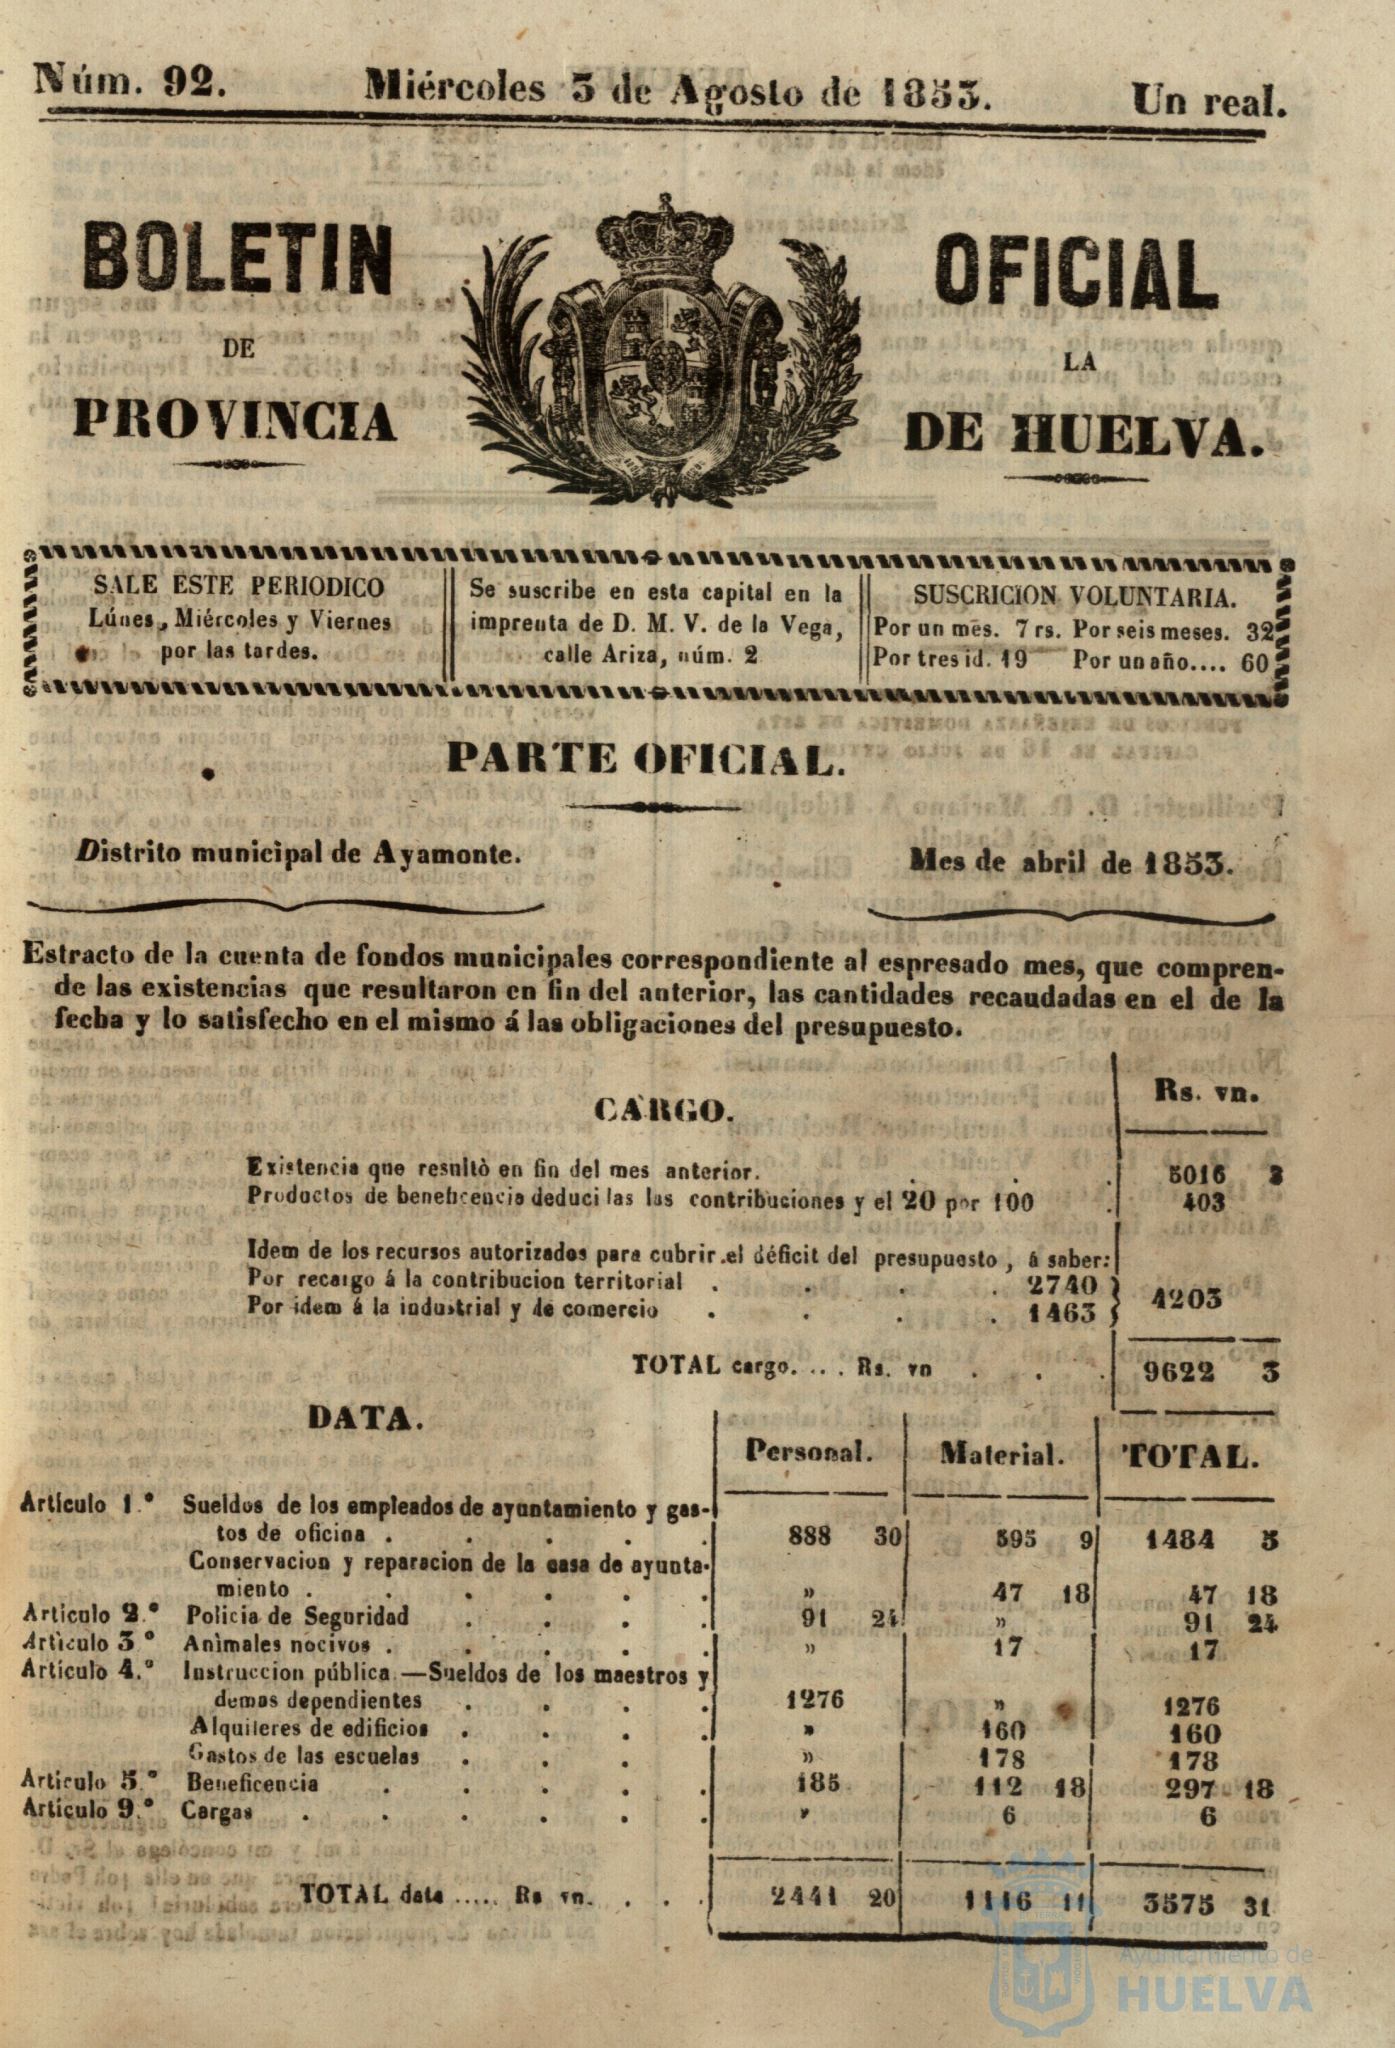 Núm. 92. Miércoles 3 de Agosto de 1853. Un real.
BOLETIN OFICIAL
DE LA
PROVINCIA DE HUELVA.
SALE ESTE PERIODICO
Lúnes, Miércoles y Viernes
por las tardes.
Se suscribe en esta capital en la
imprenta de D. M. V. de la Vega,
calle Ariza, núm. 2
SUSCRICION VOLUNTARIA.
Por un mes. 7 rs. Por seis meses. 32
Por tres id. 19 Por un año.... 60
PARTE OFICIAL.
Distrito municipal de Ayamonte. Mes de abril de 1853.
Estracto de la cuenta de fondos municipales correspondiente al espresado mes, que compren-
de las existencias que resultaron en fin del anterior, las cantidades recaudadas en el de la
fecha y lo satisfecho en el mismo á las obligaciones del presupuesto.
Rs. vn.
CARGO.
Existencia que resultò en fin del mes anterior. . . . 5016 3
Productos de beneficencia deduci las las contribuciones y el 20 por 100 . 403
Idem de los recursos autorizados para cubrir el déficit del presupuesto, á saber:
Por recargo á la contribucion territorial . . . . 2740 } 4203
Por idem á la industrial y de comercio . . . . 1463 }
TOTAL cargo..... Rs. vn . . . 9622 3
DATA.
Personal. Material. TOTAL.
Artículo 1.º Sueldos de los empleados de ayuntamiento y gas-
tos de oficina . . . . . 888 30 595 9 1484 5
Conservacion y reparacion de la casa de ayunta-
miento . . . . . . » 47 18 47 18
Artículo 2.º Policia de Seguridad . . . . 91 24 » 91 24
Artìculo 3º Anìmales nocivos . . . . . » 17 17
Artículo 4.º Instruccion pública.—Sueldos de los maestros y
demas dependientes . . . . 1276 » 1276
Alquileres de edificios . . . . » 160 160
Gastos de las escuelas . . . . » 178 178
Articulo 5.º Beneficencia . . . . . 185 112 18 297 18
Artículo 9.º Cargas . . . . . . » 6 6
TOTAL data ..... Rs vn. . . . 2441 20 1116 11 3575 31
Ayuntamiento de
HUELVA